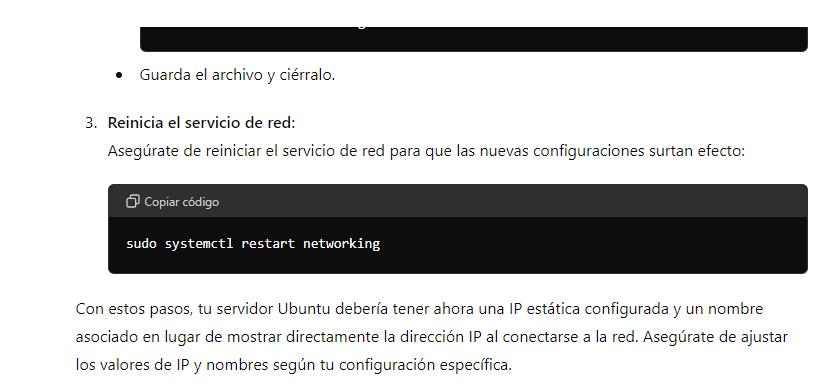 Guarda el archivo y ciérralo.
3. Reinicia el servicio de red:
Asegúrate de reiniciar el servicio de red para que las nuevas configuraciones surtan efecto:
Copiar código
sudo systemctl restart networking
Con estos pasos, tu servidor Ubuntu debería tener ahora una IP estática configurada y un nombre
asociado en lugar de mostrar directamente la dirección IP al conectarse a la red. Asegúrate de ajustar
los valores de IP y nombres según tu configuración específica.